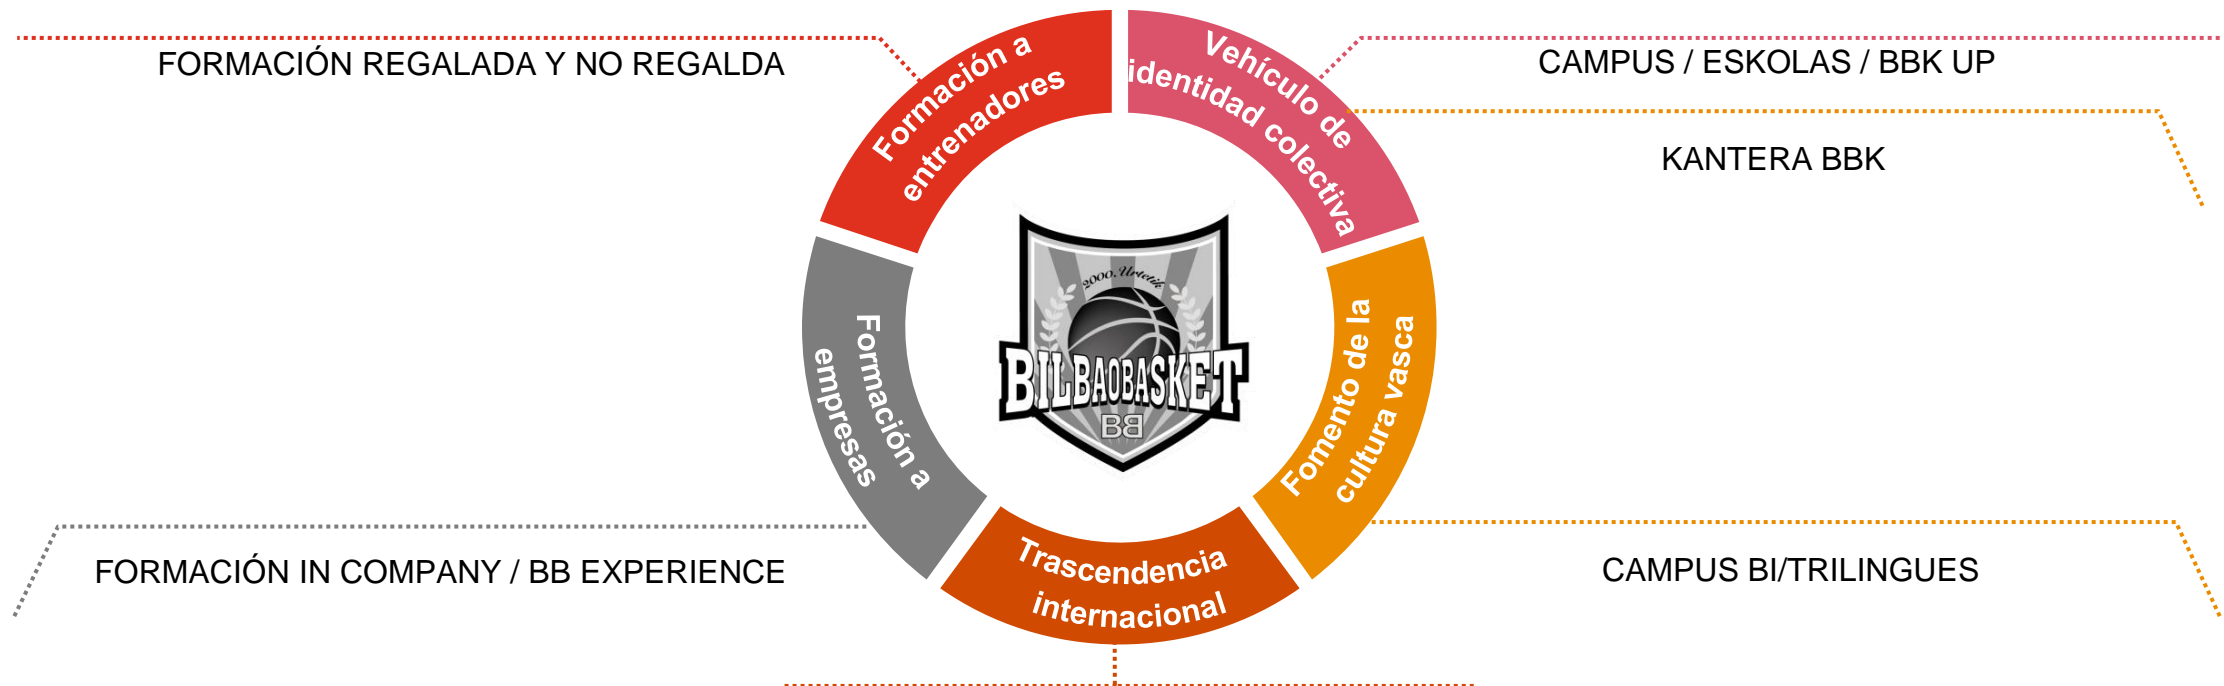 FORMACIÓN REGALADA Y NO REGALDA
Formación a
entrenadores
Vehículo de
identidad colectiva
CAMPUS / ESKOLAS / BBK UP
KANTERA BBK
2000. Urtetik
BILBAOBASKET
BB
Formación a
empresas
Fomento de la
cultura vasca
FORMACIÓN IN COMPANY / BB EXPERIENCE
Trascendencia
internacional
CAMPUS BI/TRILINGUES